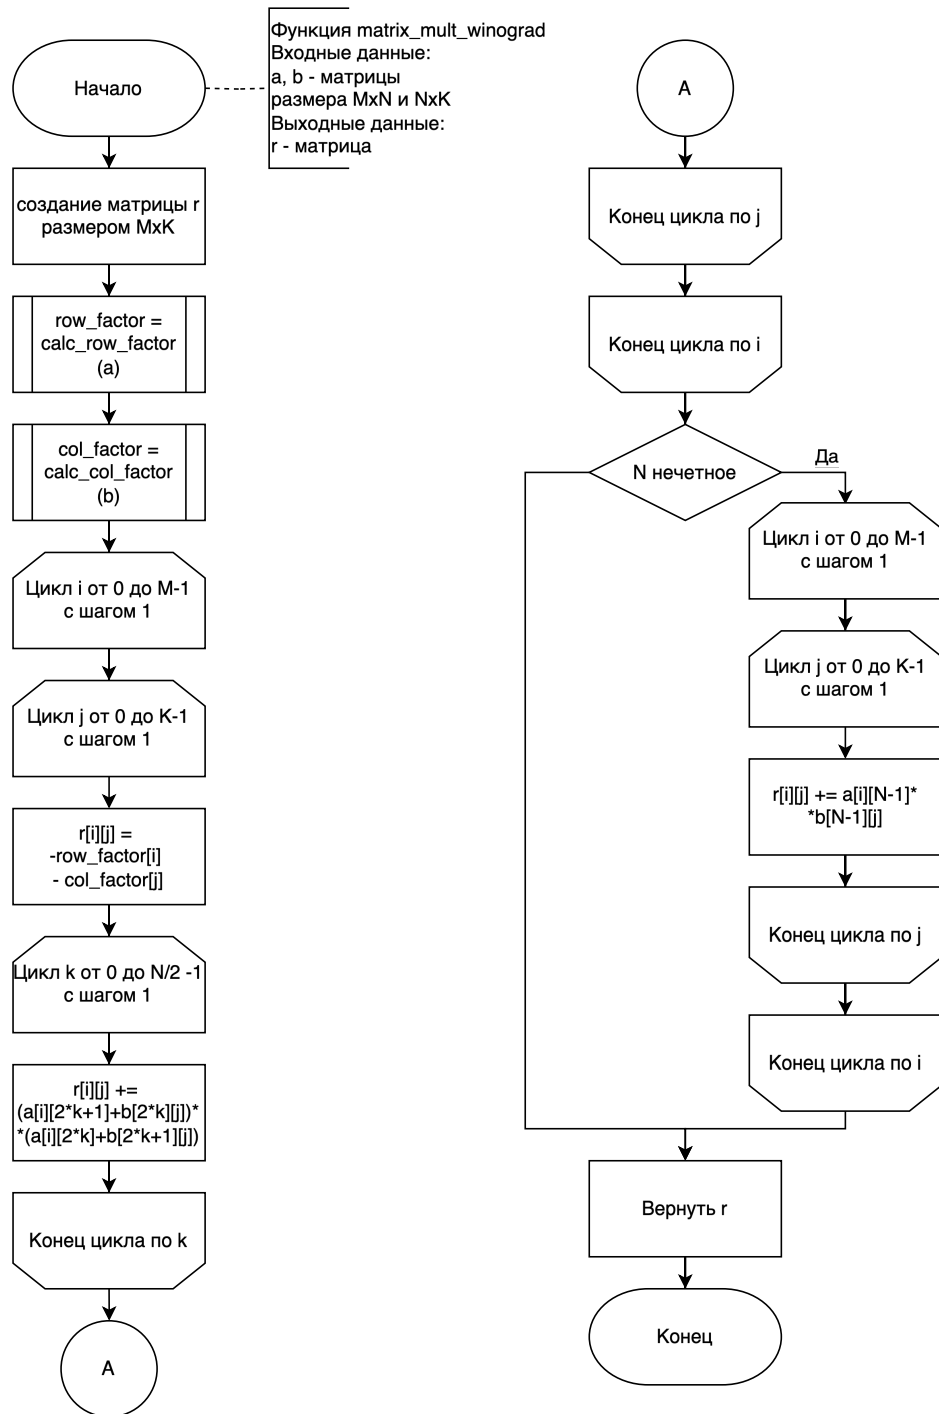 Начало
Функция matrix_mult_winograd
Входные данные:
a, b - матрицы
размера MxN и NxK
Выходные данные:
r - матрица
создание матрицы r
размером MxK
row_factor =
calc_row_factor
(a)
col_factor =
calc_col_factor
(b)
Цикл i от 0 до M-1
с шагом 1
Цикл j от 0 до K-1
с шагом 1
r[i][j] =
-row_factor[i]
- col_factor[j]
Цикл k от 0 до N/2 -1
с шагом 1
r[i][j] +=
(a[i][2*k+1]+b[2*k][j])*
*(a[i][2*k]+b[2*k+1][j])
Конец цикла по k
A
A
Конец цикла по j
Конец цикла по i
N нечетное
Да
Цикл i от 0 до M-1
с шагом 1
Цикл j от 0 до K-1
с шагом 1
r[i][j] += a[i][N-1]*
*b[N-1][j]
Конец цикла по j
Конец цикла по i
Вернуть r
Конец